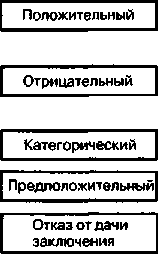 Положительный
Отрицательный
Категорический
Предположительный
Отказ от дачи
заключения